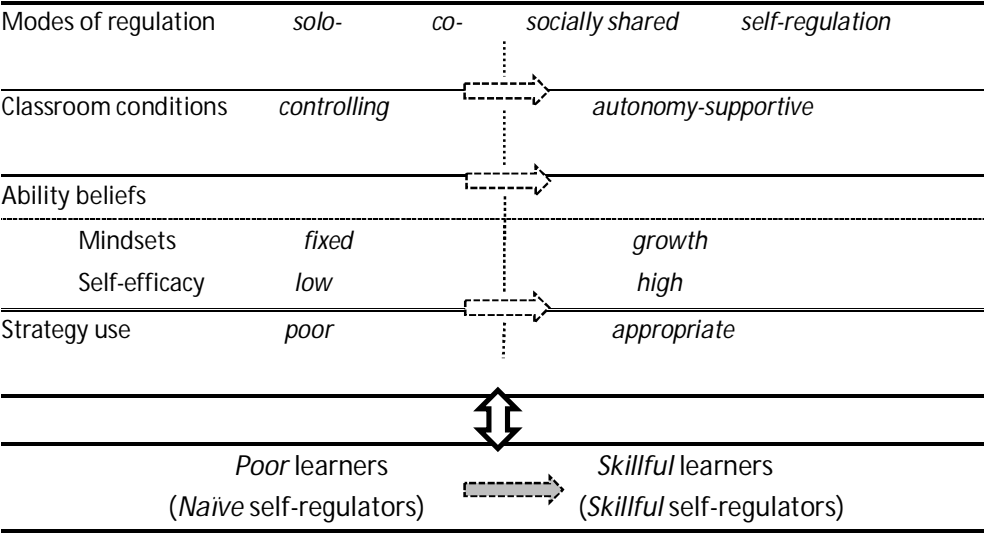 Modes of regulation solo- co- socially shared self-regulation
Classroom conditions controlling autonomy-supportive
Ability beliefs
Mindsets fixed growth
Self-efficacy low high
Strategy use poor appropriate
Poor learners Skillful learners
(Naïve self-regulators) (Skillful self-regulators)